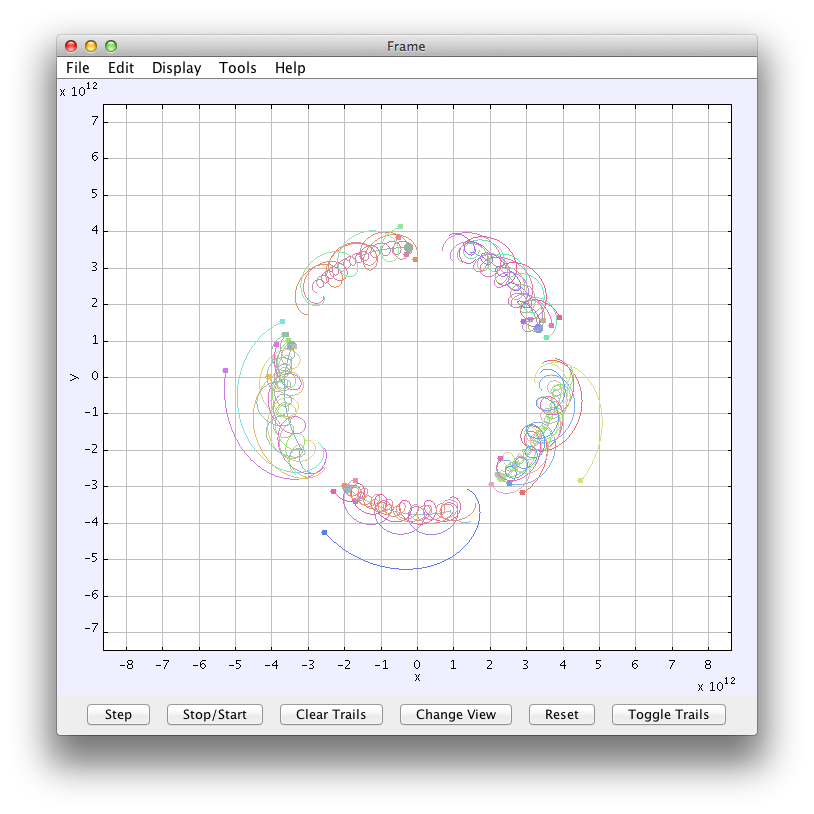 Frame
File Edit Display Tools Help
x 10^12
7
6
5
4
3
2
1
0
y
-1
-2
-3
-4
-5
-6
-7
-8 -7 -6 -5 -4 -3 -2 -1 0 1 2 3 4 5 6 7 8
x
x 10^12
Step Stop/Start Clear Trails Change View Reset Toggle Trails